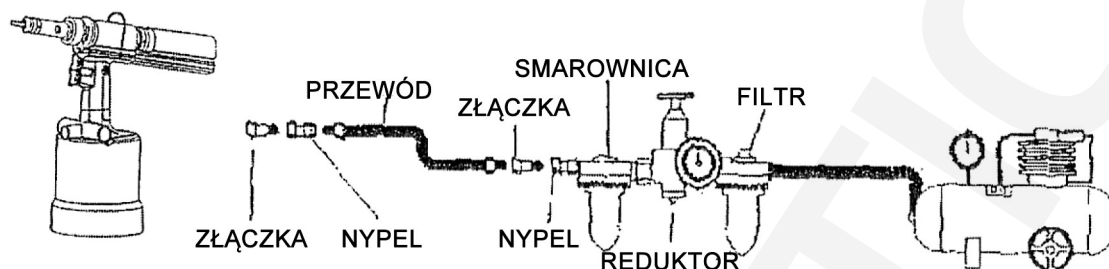 SMAROWNICA
PRZEWÓD
ZŁĄCZKA
FILTR
ZŁĄCZKA
NYPEL
NYPEL
REDUKTOR